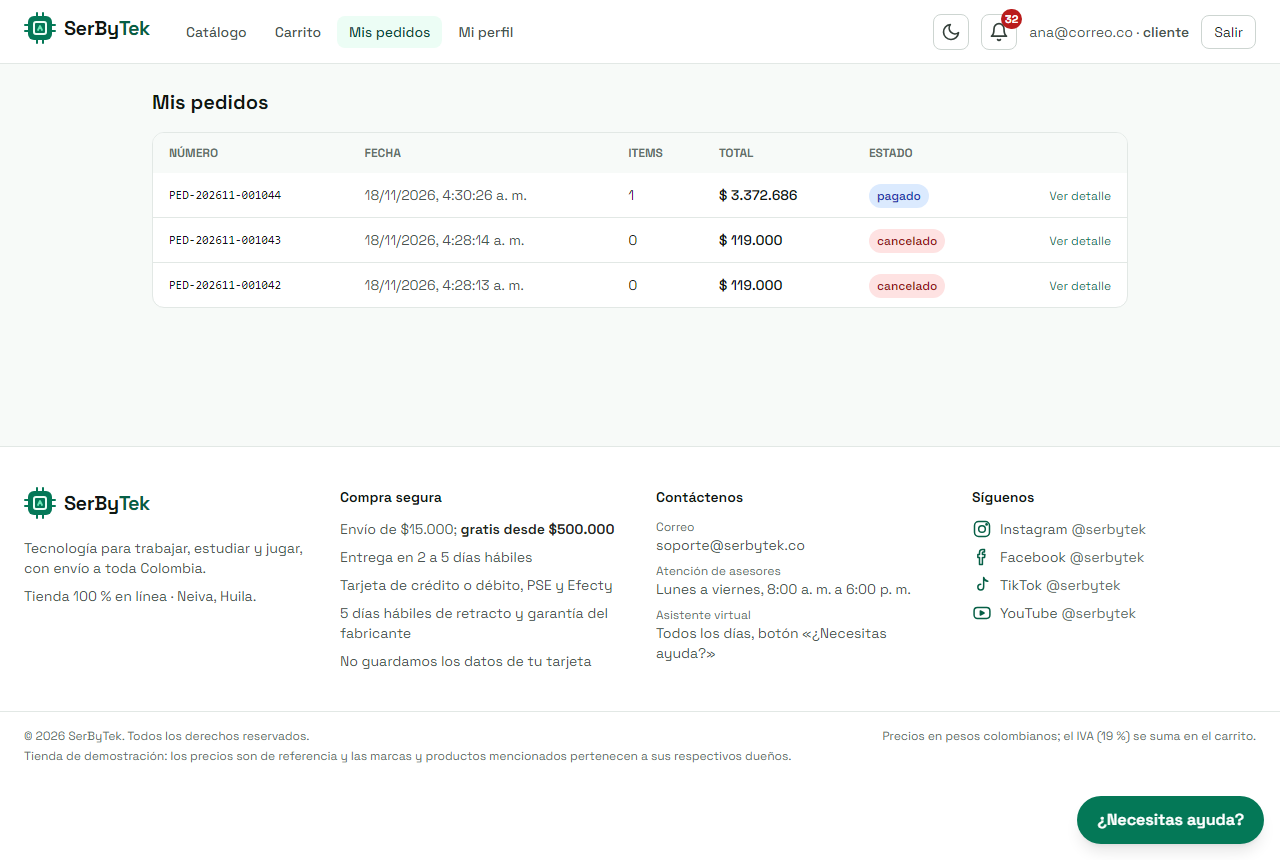 SerByTek
Catálogo Carrito Mis pedidos Mi perfil
32
ana@correo.co · cliente Salir
Mis pedidos
NÚMERO FECHA ITEMS TOTAL ESTADO
PED-202611-001044 18/11/2026, 4:30:26 a. m. 1 $ 3.372.686 pagado Ver detalle
PED-202611-001043 18/11/2026, 4:28:14 a. m. 0 $ 119.000 cancelado Ver detalle
PED-202611-001042 18/11/2026, 4:28:13 a. m. 0 $ 119.000 cancelado Ver detalle
SerByTek
Tecnología para trabajar, estudiar y jugar,
con envío a toda Colombia.
Tienda 100 % en línea · Neiva, Huila.
Compra segura
Envío de $15.000; gratis desde $500.000
Entrega en 2 a 5 días hábiles
Tarjeta de crédito o débito, PSE y Efecty
5 días hábiles de retracto y garantía del
fabricante
No guardamos los datos de tu tarjeta
Contáctenos
Correo
soporte@serbytek.co
Atención de asesores
Lunes a viernes, 8:00 a. m. a 6:00 p. m.
Asistente virtual
Todos los días, botón «¿Necesitas
ayuda?»
Síguenos
Instagram @serbytek
Facebook @serbytek
TikTok @serbytek
YouTube @serbytek
© 2026 SerByTek. Todos los derechos reservados.
Tienda de demostración: los precios son de referencia y las marcas y productos mencionados pertenecen a sus respectivos dueños.
Precios en pesos colombianos; el IVA (19 %) se suma en el carrito.
¿Necesitas ayuda?